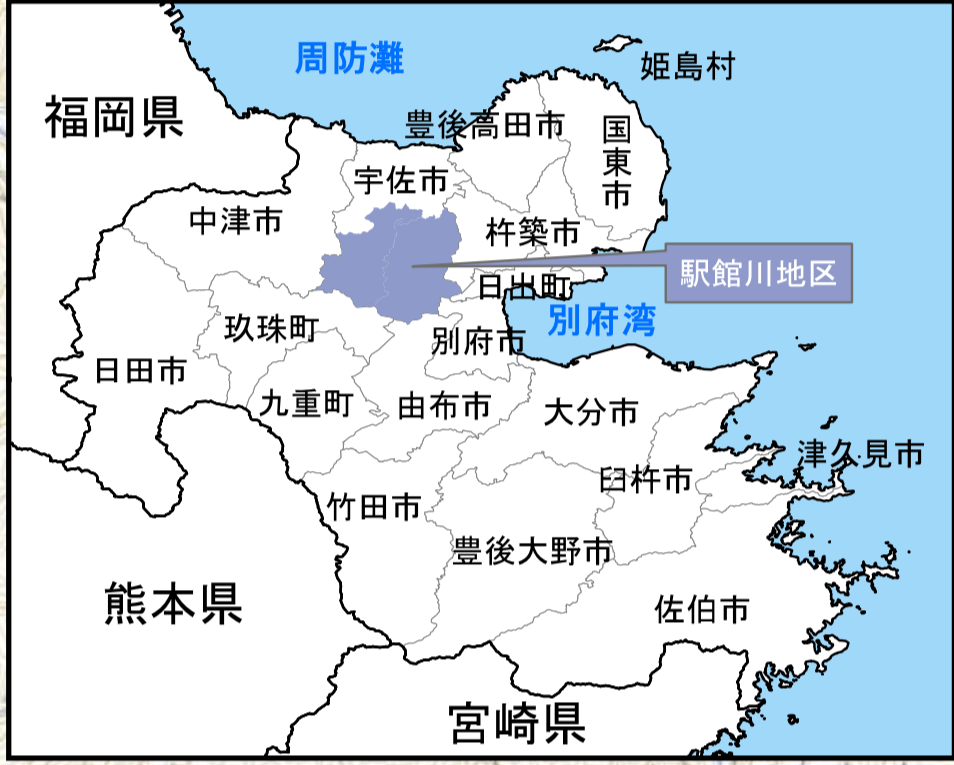 周防灘
姫島村
福岡県
豊後高田市
国東市
宇佐市
中津市
杵築市
駅館川地区
日出町
別府湾
玖珠町
別府市
日田市
九重町
由布市
大分市
津久見市
臼杵市
竹田市
豊後大野市
熊本県
佐伯市
宮崎県